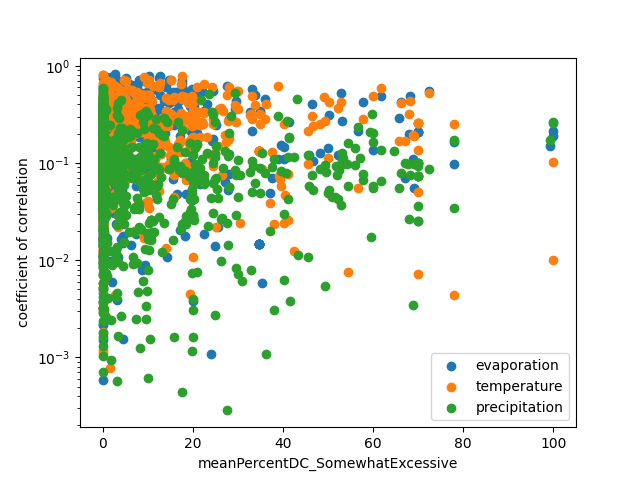 10⁰
10⁻¹
10⁻²
10⁻³
coefficient of correlation
0
20
40
60
80
100
meanPercentDC_SomewhatExcessive
evaporation
temperature
precipitation